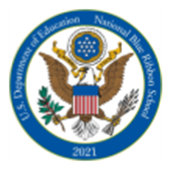 U.S. Department of Education National Blue Ribbon School
2021